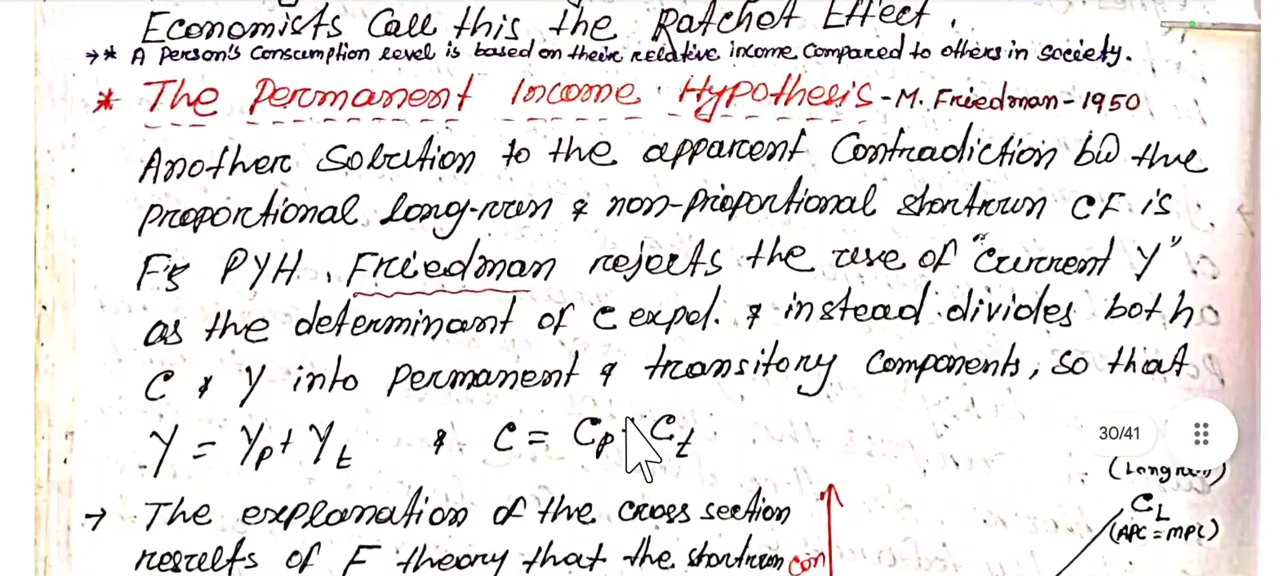 Economists Call this the Ratchet Effect.
→* A person's Consumption level is based on their relative income compared to others in society.
* The Permanent Income Hypothesis - M. Friedman - 1950
Another Solution to the apparent Contradiction b/w the
proportional long-run & non-proportional shortrun CF is
F's PYH. Friedman rejects the use of "Current Y"
as the determinant of C expd. & instead divides both
C & Y into permanent & transitory Components, so that
Y = Yp + Yt & C = Cp + Ct
30/41
(Long run)
→ The explanation of the cross section
CL
(APC = MPC)
results of F theory that the shortrun con